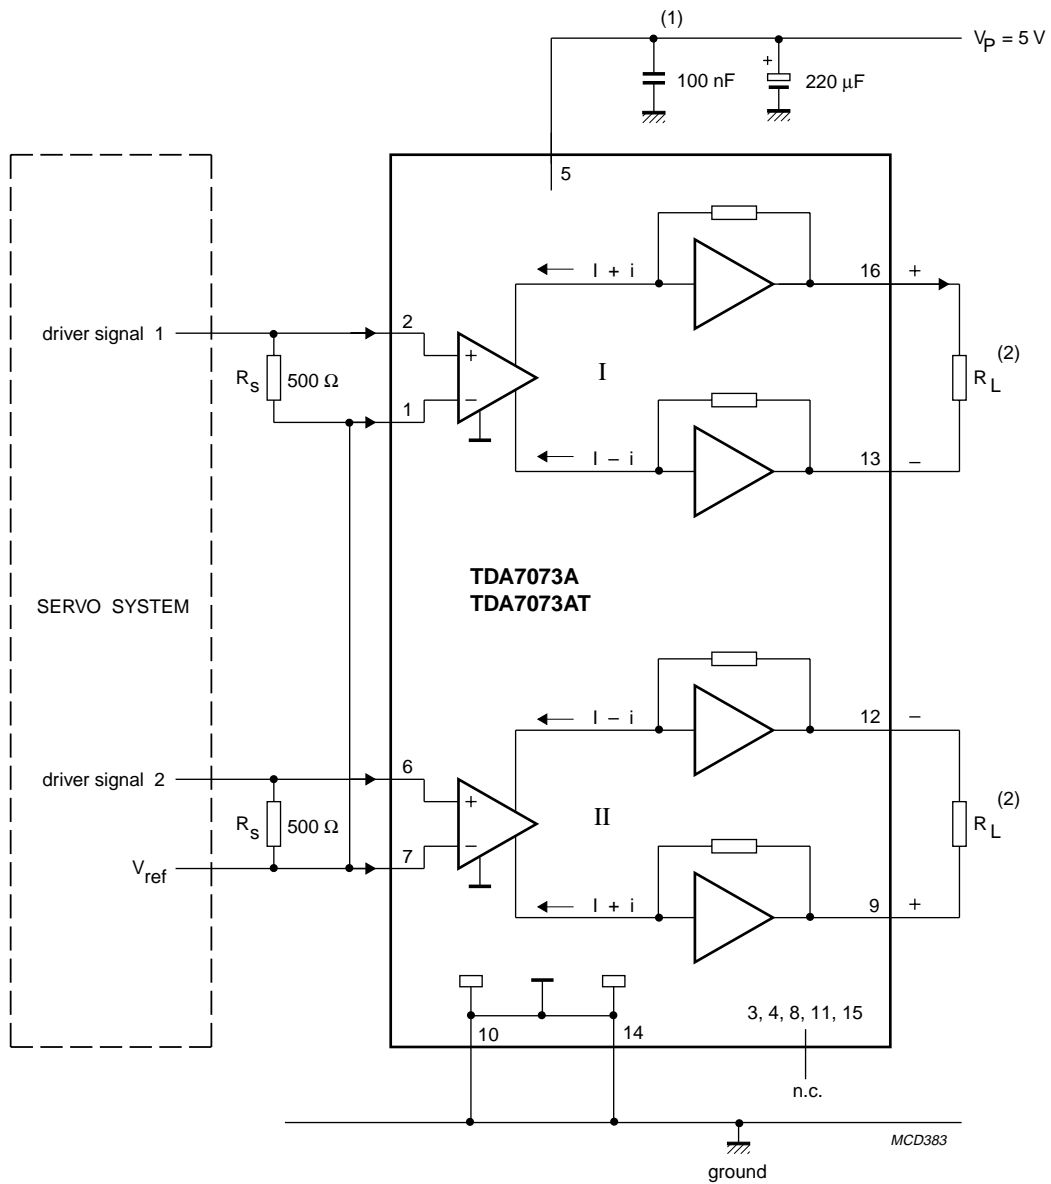 (1)
V_P = 5 V
+
100 nF
220 μF
5
I + i
16
+
driver signal 1
2
+
R_s
500 Ω
I
(2)
R_L
1
−
I − i
13
−
TDA7073A
TDA7073AT
SERVO SYSTEM
I − i
12
−
driver signal 2
6
+
R_s
500 Ω
II
(2)
R_L
V_ref
7
−
I + i
9
+
10
14
3, 4, 8, 11, 15
n.c.
MCD383
ground